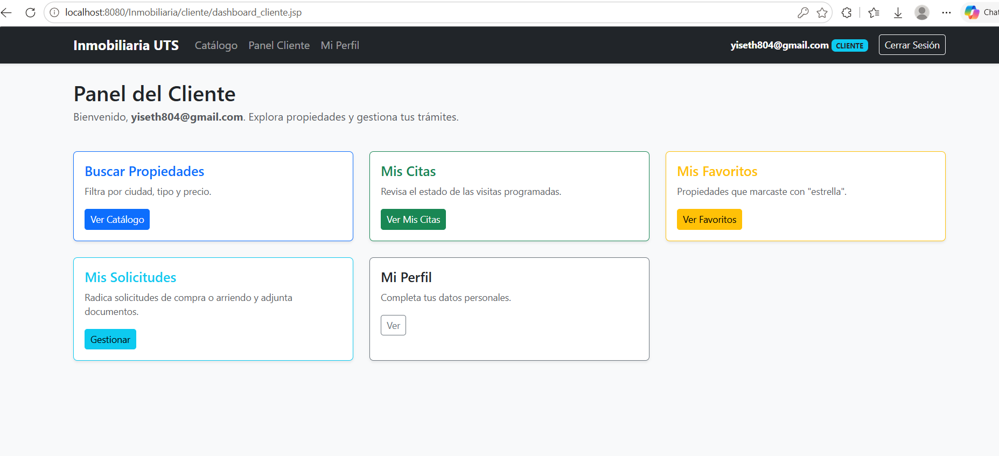 localhost:8080/Inmobiliaria/cliente/dashboard_cliente.jsp
Chat
Inmobiliaria UTS Catálogo Panel Cliente Mi Perfil yiseth804@gmail.com CLIENTE Cerrar Sesión
Panel del Cliente
Bienvenido, yiseth804@gmail.com. Explora propiedades y gestiona tus trámites.
Buscar Propiedades
Filtra por ciudad, tipo y precio.
Ver Catálogo
Mis Citas
Revisa el estado de las visitas programadas.
Ver Mis Citas
Mis Favoritos
Propiedades que marcaste con "estrella".
Ver Favoritos
Mis Solicitudes
Radica solicitudes de compra o arriendo y adjunta
documentos.
Gestionar
Mi Perfil
Completa tus datos personales.
Ver